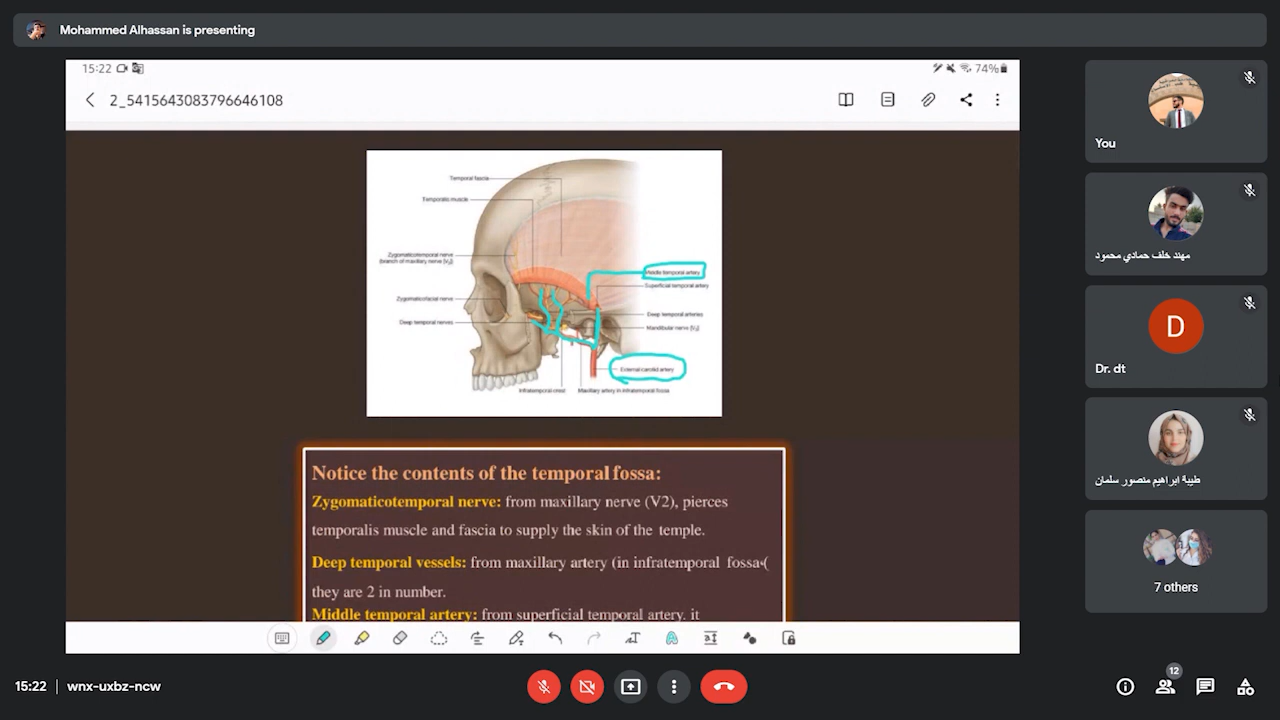 Mohammed Alhassan is presenting
15:22
74%
2_5415643083796646108
Temporal fascia
Temporalis muscle
Zygomaticotemporal nerve
(branch of maxillary nerve [V₂])
Zygomaticofacial nerve
Deep temporal nerves
Middle temporal artery
Superficial temporal artery
Deep temporal arteries
Mandibular nerve [V₃]
External carotid artery
Infratemporal crest
Maxillary artery in infratemporal fossa
Notice the contents of the temporal fossa:
Zygomaticotemporal nerve: from maxillary nerve (V2), pierces
temporalis muscle and fascia to supply the skin of the temple.
Deep temporal vessels: from maxillary artery (in infratemporal fossa،(
they are 2 in number.
Middle temporal artery: from superficial temporal artery, it
You
مهند خلف
Dr. dt
D
طيبة ابراهيم منصور سلمان
7 others
15:22 | wnx-uxbz-ncw
12